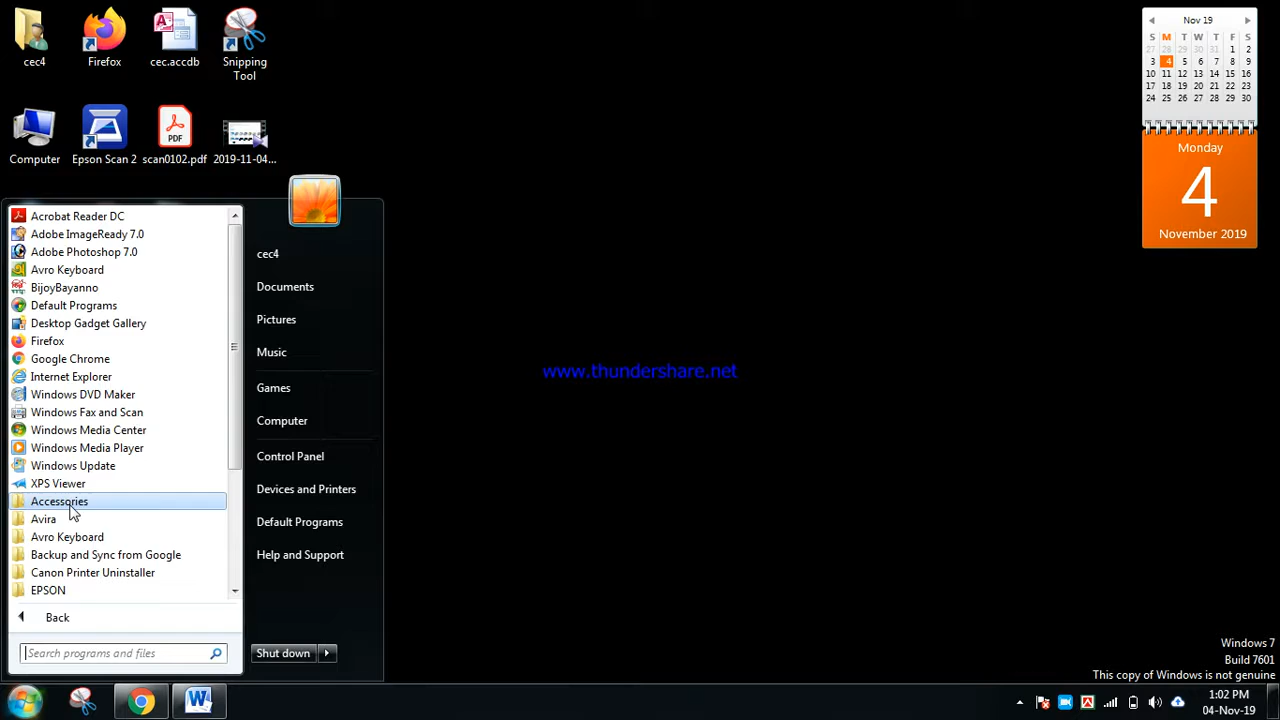 cec4
Firefox
cec.accdb
Snipping
Tool
Computer
Epson Scan 2
PDF
scan0102.pdf
2019-11-04...
Acrobat Reader DC
Adobe ImageReady 7.0
Adobe Photoshop 7.0
Avro Keyboard
BijoyBayanno
Default Programs
Desktop Gadget Gallery
Firefox
Google Chrome
Internet Explorer
Windows DVD Maker
Windows Fax and Scan
Windows Media Center
Windows Media Player
Windows Update
XPS Viewer
Accessories
Avira
Avro Keyboard
Backup and Sync from Google
Canon Printer Uninstaller
EPSON
Back
Search programs and files
cec4
Documents
Pictures
Music
Games
Computer
Control Panel
Devices and Printers
Default Programs
Help and Support
Shut down
www.thundershare.net
Nov 19
S M T W T F S
27 28 29 30 31 1 2
3 4 5 6 7 8 9
10 11 12 13 14 15 16
17 18 19 20 21 22 23
24 25 26 27 28 29 30
Monday
4
November 2019
Windows 7
Build 7601
This copy of Windows is not genuine
1:02 PM
04-Nov-19